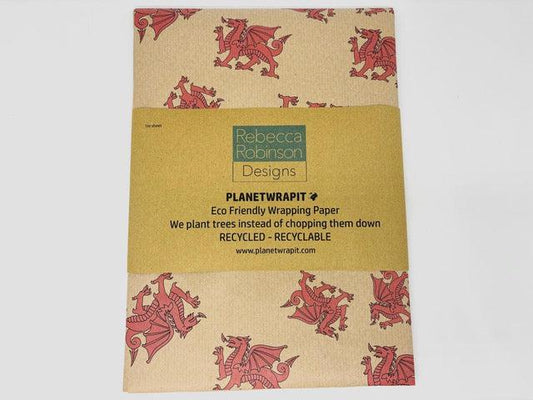 Rebecca
Robinson
Designs
PLANETWRAPIT
Eco Friendly Wrapping Paper
We plant trees instead of chopping them down
RECYCLED - RECYCLABLE
www.planetwrapit.com